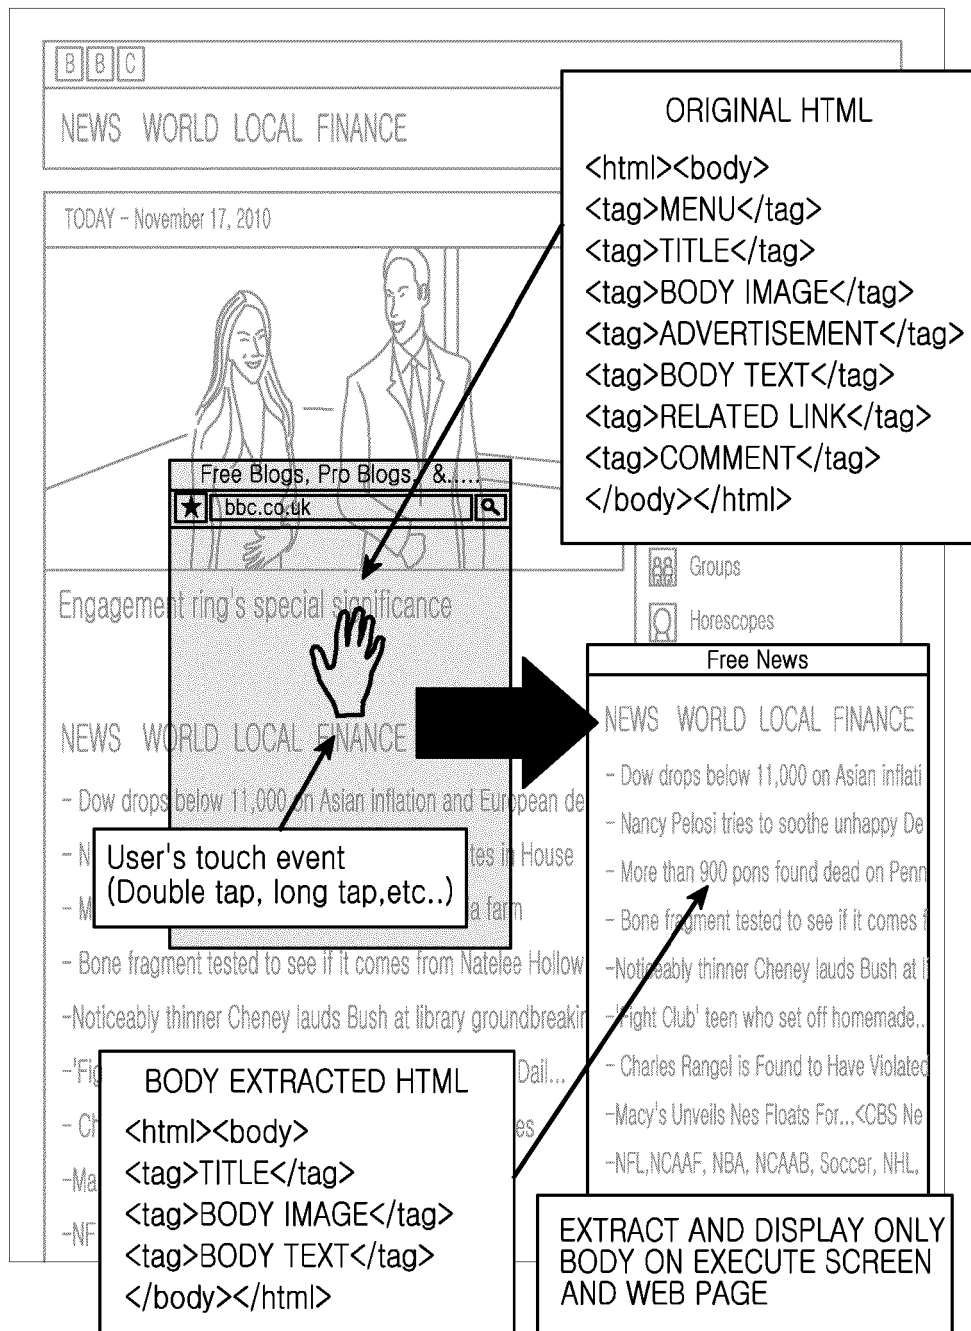 BBC
NEWS WORLD LOCAL FINANCE
TODAY - November 17, 2010
ORIGINAL HTML
<html><body>
<tag>MENU</tag>
<tag>TITLE</tag>
<tag>BODY IMAGE</tag>
<tag>ADVERTISEMENT</tag>
<tag>BODY TEXT</tag>
<tag>RELATED LINK</tag>
<tag>COMMENT</tag>
</body></html>
Free Blogs, Pro Blogs, &.....
bbc.co.uk
Groups
Horescopes
Engagement ring's special significance
NEWS WORLD LOCAL FINANCE
- Dow drops below 11,000 on Asian inflation and European de
- N
tes in House
- M
a farm
- Bone fragment tested to see if it comes from Natelee Hollow
-Noticeably thinner Cheney lauds Bush at library groundbreakin
-'Fig
Dail...
- Ch
es
-Ma
-NF
User's touch event
(Double tap, long tap,etc..)
Free News
NEWS WORLD LOCAL FINANCE
- Dow drops below 11,000 on Asian inflati
- Nancy Pelosi tries to soothe unhappy De
- More than 900 pons found dead on Penn
- Bone fragment tested to see if it comes f
-Noticeably thinner Cheney lauds Bush at li
-'Fight Club' teen who set off homemade..
- Charles Rangel is Found to Have Violated
-Macy's Unveils Nes Floats For...<CBS Ne
-NFL,NCAAF, NBA, NCAAB, Soccer, NHL,
BODY EXTRACTED HTML
<html><body>
<tag>TITLE</tag>
<tag>BODY IMAGE</tag>
<tag>BODY TEXT</tag>
</body></html>
EXTRACT AND DISPLAY ONLY
BODY ON EXECUTE SCREEN
AND WEB PAGE